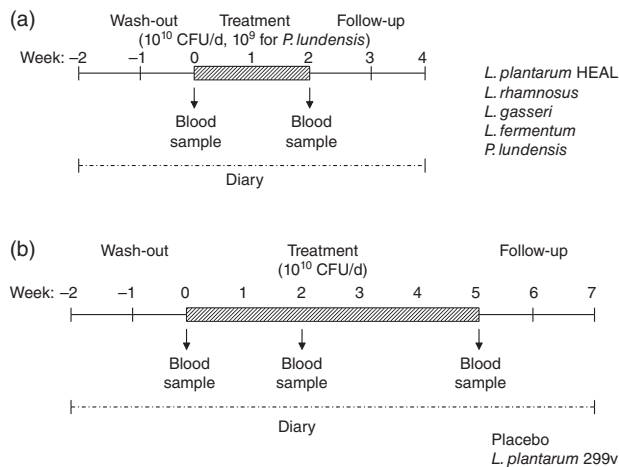 (a)
Wash-out Treatment Follow-up
(10¹⁰ CFU/d, 10⁹ for P. lundensis)
Week: –2 –1 0 1 2 3 4
Blood sample Blood sample
Diary
L. plantarum HEAL
L. rhamnosus
L. gasseri
L. fermentum
P. lundensis
(b)
Wash-out Treatment Follow-up
(10¹⁰ CFU/d)
Week: –2 –1 0 1 2 3 4 5 6 7
Blood sample Blood sample Blood sample
Diary
Placebo
L. plantarum 299v